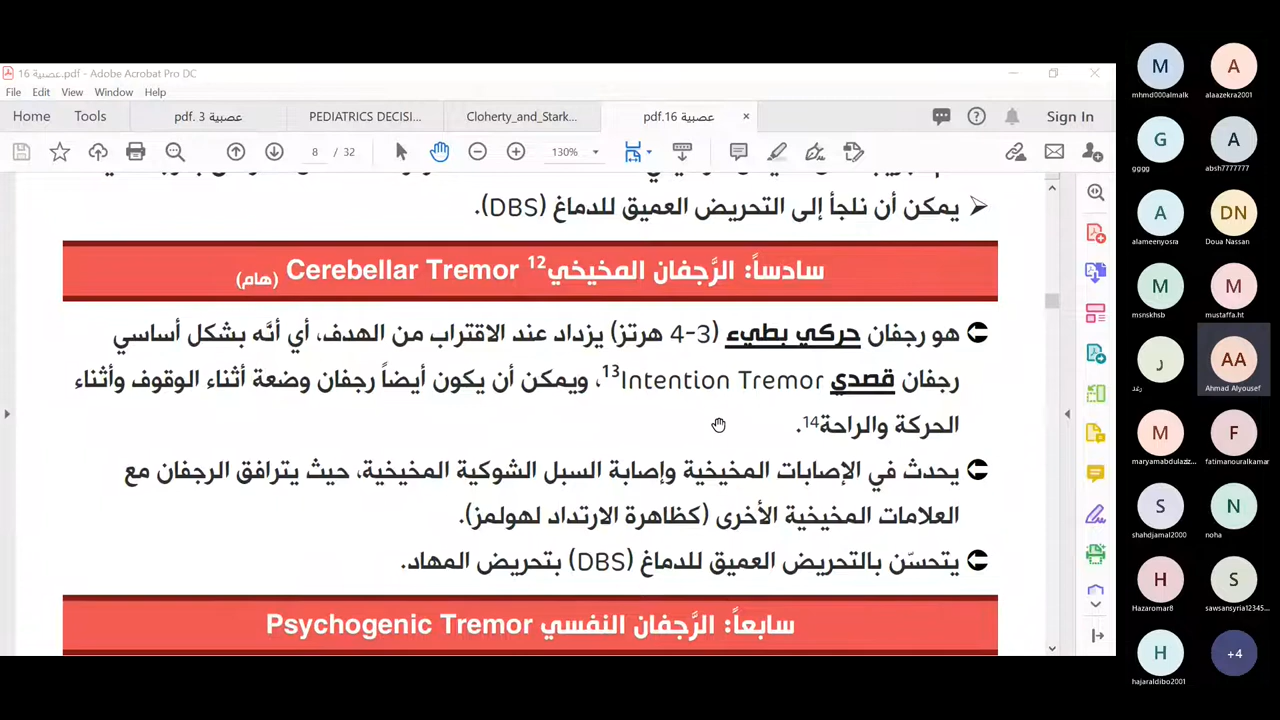 عصبية 16.pdf - Adobe Acrobat Pro DC
File Edit View Window Help
Home Tools عصبية 3 .pdf PEDIATRICS DECISI... Cloherty_and_Stark... عصبية 16.pdf × Sign In
8 / 32 130%
يمكن أن نلجأ إلى التحريض العميق للدماغ (DBS).
سادساً: الرَّجفان المخيخي12 Cerebellar Tremor (هام)
هو رجفان حركي بطيء (3-4 هرتز) يزداد عند الاقتراب من الهدف، أي أنَّه بشكل أساسي
رجفان قصدي Intention Tremor13، ويمكن أن يكون أيضاً رجفان وضعة أثناء الوقوف وأثناء
الحركة والراحة14.
يحدث في الإصابات المخيخية وإصابة السبل الشوكية المخيخية، حيث يترافق الرجفان مع
العلامات المخيخية الأخرى (كظاهرة الارتداد لهولمز).
يتحسّن بالتحريض العميق للدماغ (DBS) بتحريض المهاد.
سابعاً: الرَّجفان النفسي Psychogenic Tremor
M A
mhmd000almalk alaazekra2001
G A
gggg absh7777777
A DN
alameenyosra Doua Nassan
M M
msnskhsb mustaffa.ht
ر AA
رغد Ahmad Alyousef
M F
maryamabdulaziz... fatimanouralkamar
S N
shahdjamal2000 noha
H S
Hazaromar8 sawsansyria12345...
H +4
hajaraldibo2001